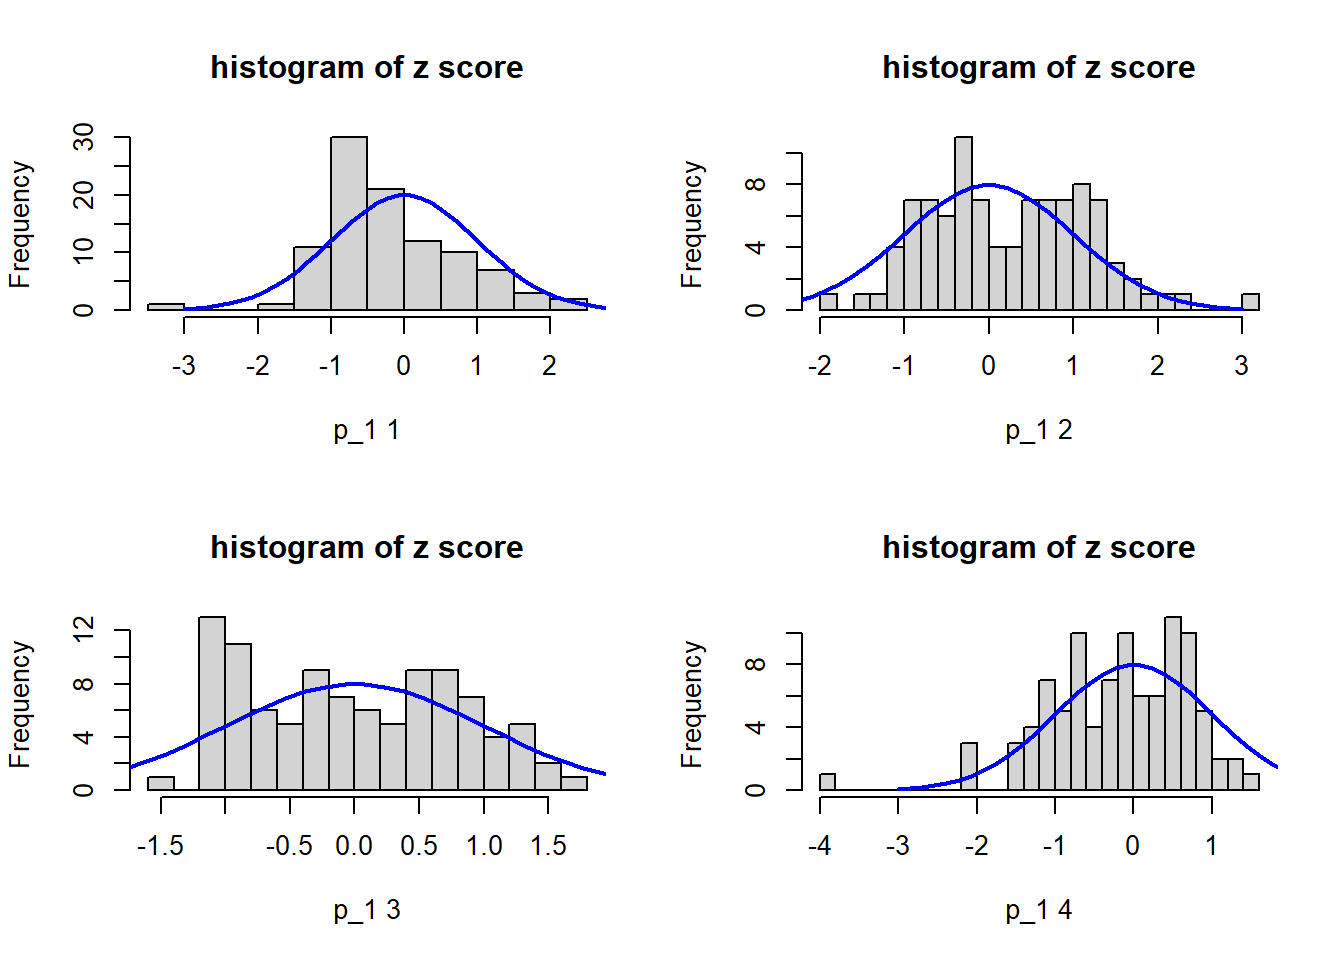 histogram of z score
Frequency
0 10 20 30
-3 -2 -1 0 1 2
p_1 1
histogram of z score
Frequency
0 4 8
-2 -1 0 1 2 3
p_1 2
histogram of z score
Frequency
0 4 8 12
-1.5 -0.5 0.0 0.5 1.0 1.5
p_1 3
histogram of z score
Frequency
0 4 8
-4 -3 -2 -1 0 1
p_1 4